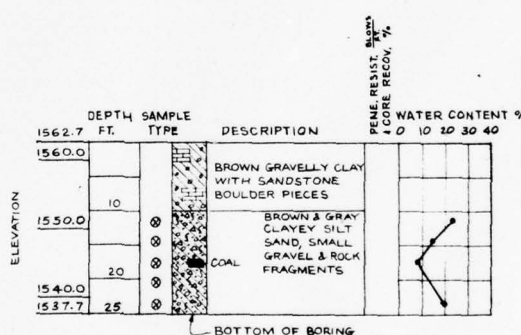 BLOWS
FT.
PENE. RESIST.
& CORE RECOV. %
DEPTH SAMPLE
1562.7 FT. TYPE DESCRIPTION
WATER CONTENT %
0 10 20 30 40
1560.0
BROWN GRAVELLY CLAY
WITH SANDSTONE
BOULDER PIECES
10
1550.0
BROWN & GRAY
CLAYEY SILT
SAND, SMALL
GRAVEL & ROCK
FRAGMENTS
COAL
20
1540.0
1537.7 25
ELEVATION
BOTTOM OF BORING